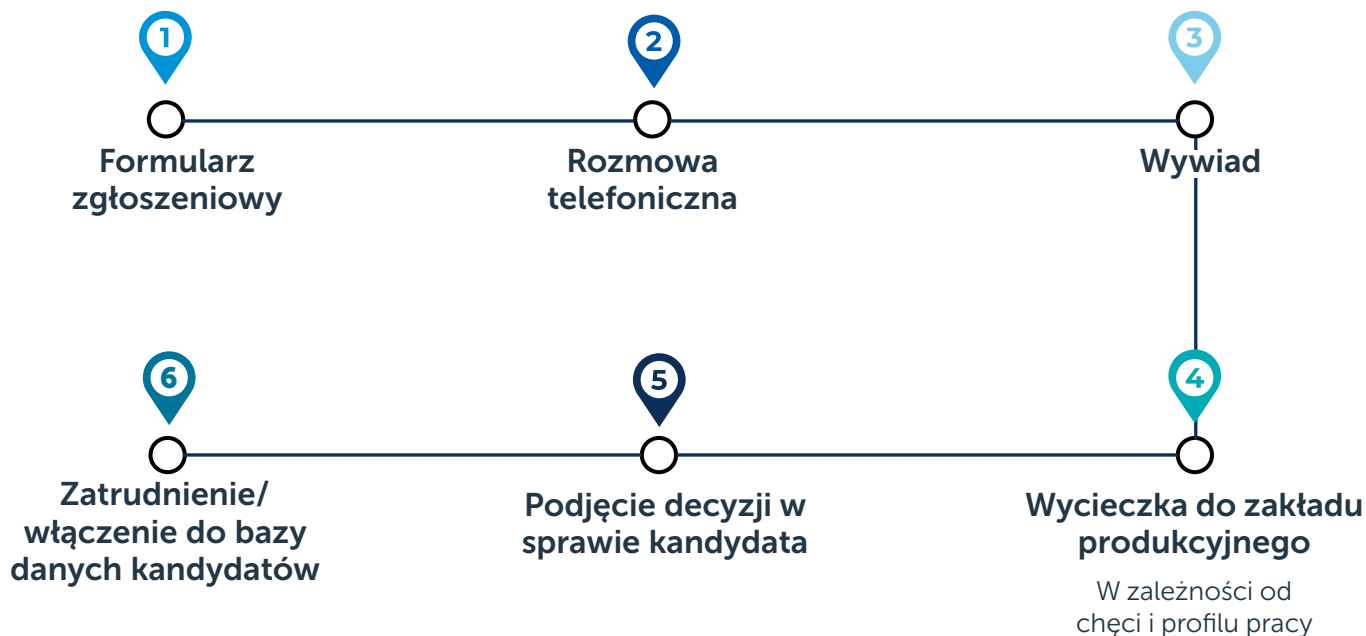 1
Formularz
zgłoszeniowy
2
Rozmowa
telefoniczna
3
Wywiad
4
Wycieczka do zakładu
produkcyjnego
W zależności od
chęci i profilu pracy
5
Podjęcie decyzji w
sprawie kandydata
6
Zatrudnienie/
włączenie do bazy
danych kandydatów